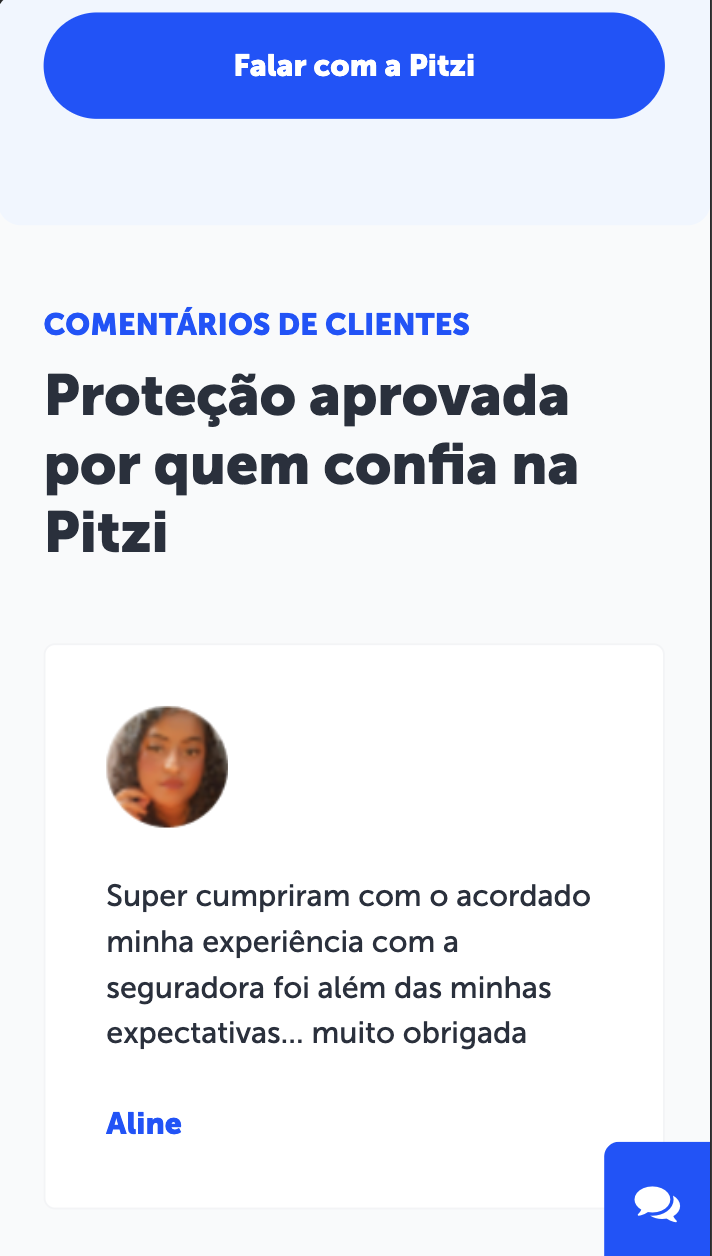 Falar com a Pitzi
COMENTÁRIOS DE CLIENTES
Proteção aprovada
por quem confia na
Pitzi
Super cumpriram com o acordado
minha experiência com a
seguradora foi além das minhas
expectativas... muito obrigada
Aline